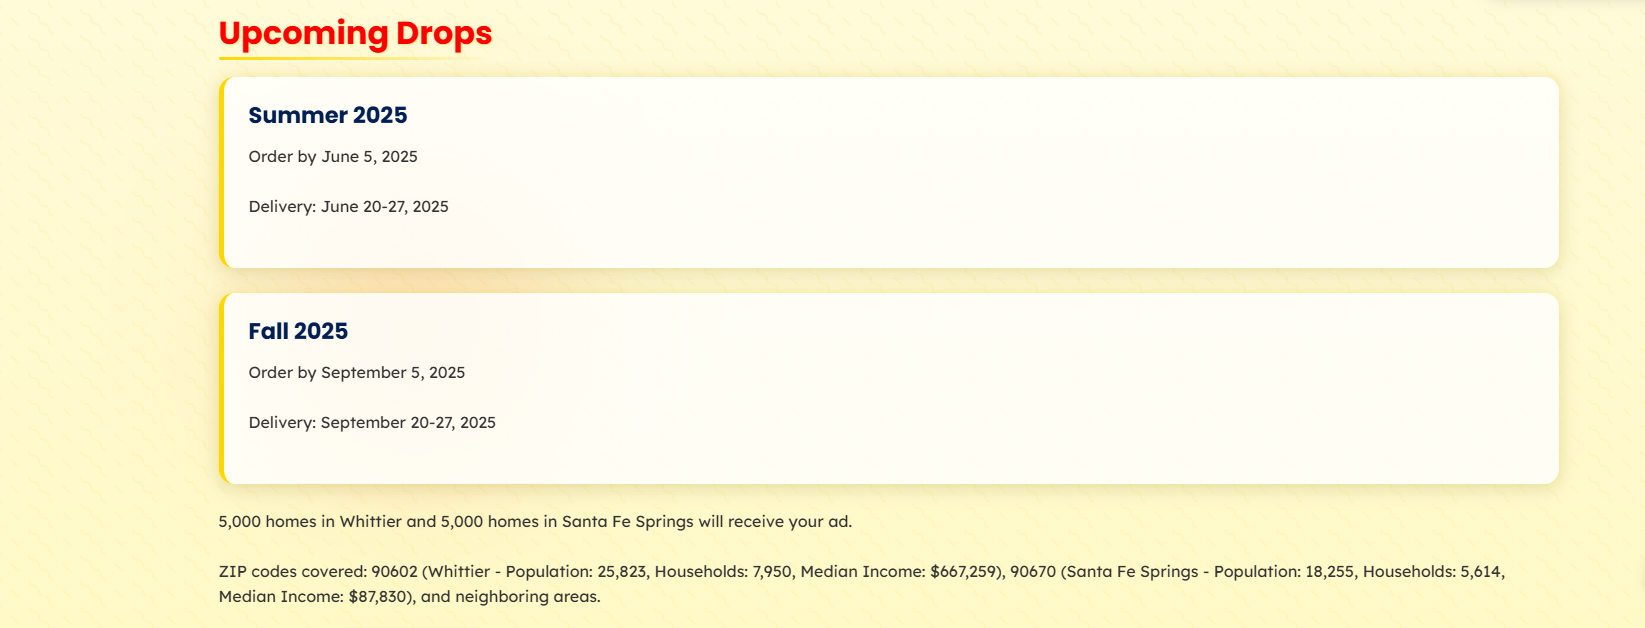 Upcoming Drops
Summer 2025
Order by June 5, 2025
Delivery: June 20-27, 2025
Fall 2025
Order by September 5, 2025
Delivery: September 20-27, 2025
5,000 homes in Whittier and 5,000 homes in Santa Fe Springs will receive your ad.
ZIP codes covered: 90602 (Whittier - Population: 25,823, Households: 7,950, Median Income: $667,259), 90670 (Santa Fe Springs - Population: 18,255, Households: 5,614,
Median Income: $87,830), and neighboring areas.